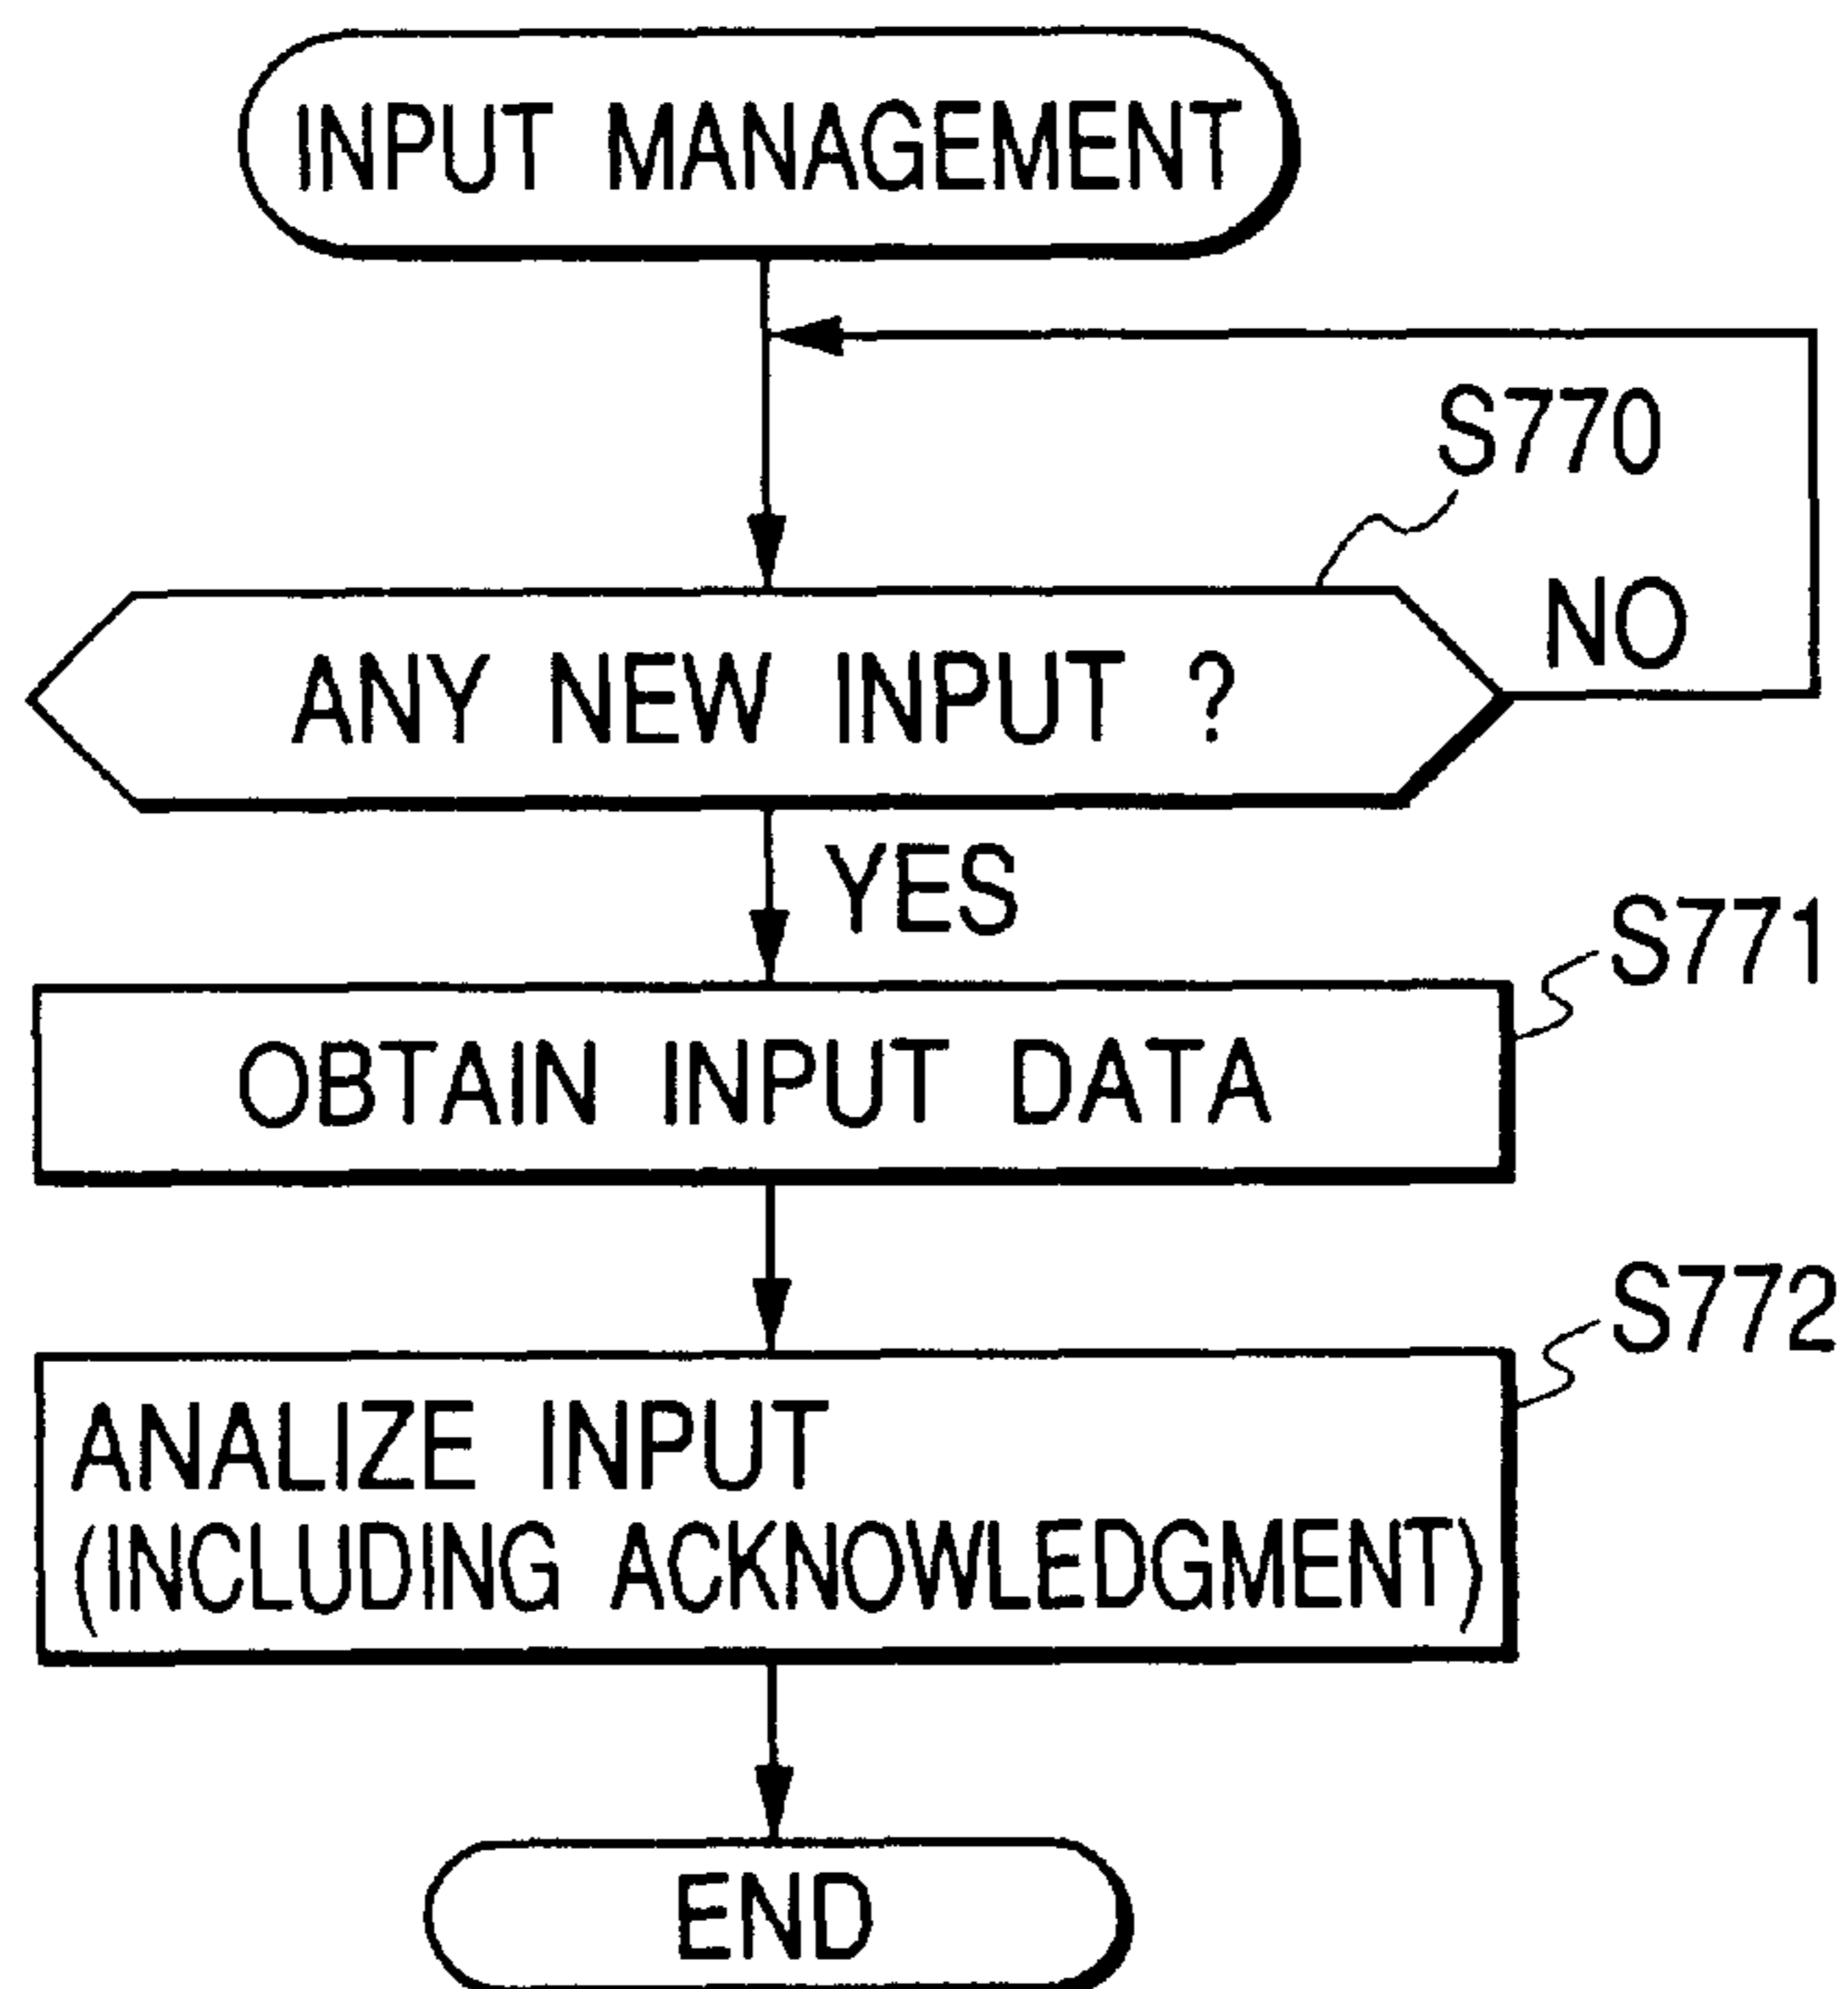 INPUT MANAGEMENT
S770
NO
ANY NEW INPUT ?
YES
S771
OBTAIN INPUT DATA
S772
ANALIZE INPUT
(INCLUDING ACKNOWLEDGMENT)
END